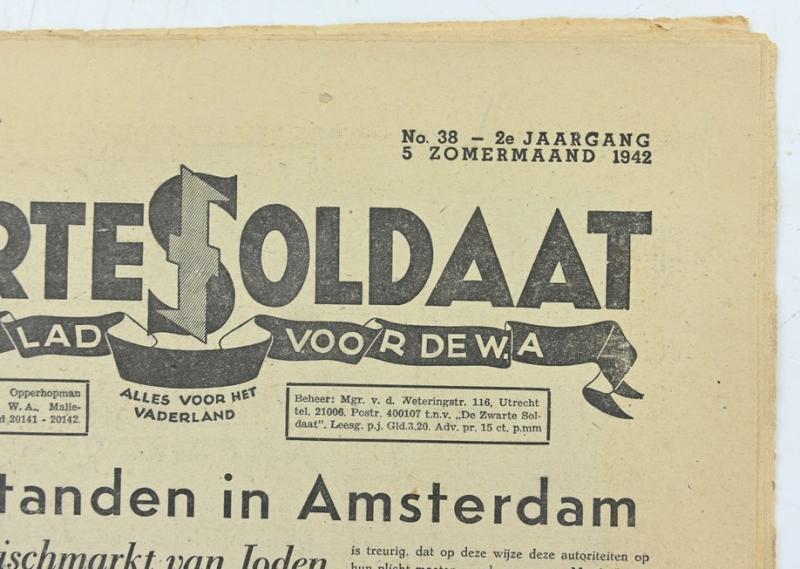 No. 38 – 2e JAARGANG
5 ZOMERMAAND 1942
RTE SOLDAAT
LAD VOOR DE W.A
ALLES VOOR HET
VADERLAND
Opperhopman
W. A., Malie-
d 20141 - 20142.
Beheer: Mgr. v. d. Weteringstr. 116, Utrecht
tel. 21006. Postr. 400107 t.n.v. „De Zwarte Sol-
daat”. Leesg. p.j. Gld.3.20. Adv. pr. 15 ct. p.mm
tanden in Amsterdam
ischmarkt van Joden
is treurig, dat op deze wijze deze autoriteiten op
hun plicht